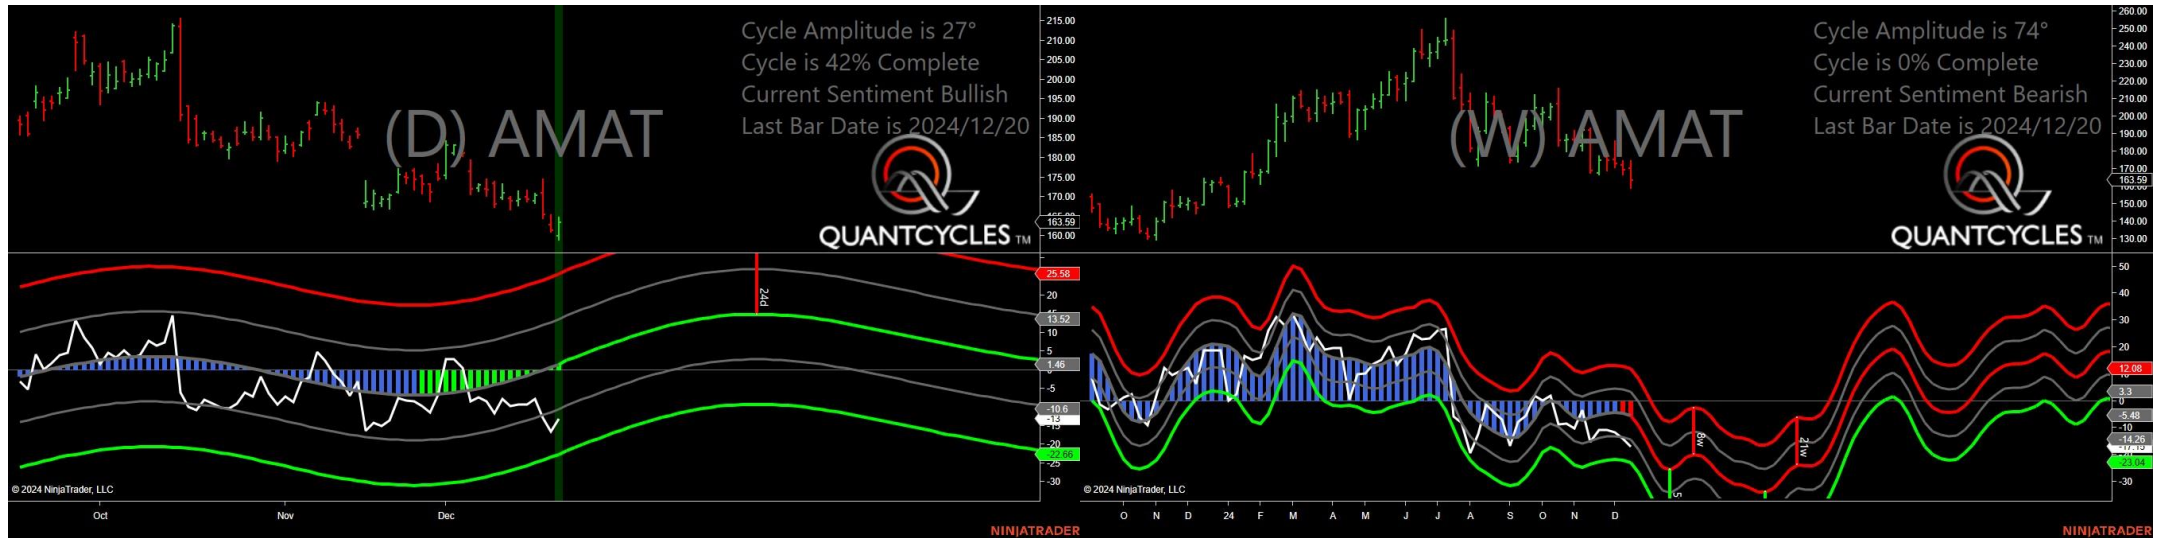 Cycle Amplitude is 27°
Cycle is 42% Complete
Current Sentiment Bullish
Last Bar Date is 2024/12/20
(D) AMAT
QUANTCYCLES TM
215.00
210.00
205.00
200.00
195.00
190.00
185.00
180.00
175.00
170.00
163.59
160.00
24d
25.58
20
13.52
10
5
1.46
-5
-10.6
-13
-15
-20
-22.66
-25
-30
© 2024 NinjaTrader, LLC
Oct Nov Dec
NINJATRADER
Cycle Amplitude is 74°
Cycle is 0% Complete
Current Sentiment Bearish
Last Bar Date is 2024/12/20
(W) AMAT
QUANTCYCLES TM
260.00
250.00
240.00
230.00
220.00
210.00
200.00
190.00
180.00
170.00
163.59
150.00
140.00
130.00
8w
21w
5
50
40
30
20
12.08
3.3
0
-5.48
-10
-14.26
-23.04
-30
© 2024 NinjaTrader, LLC
O N D 24 F M A M J J A S O N D
NINJATRADER